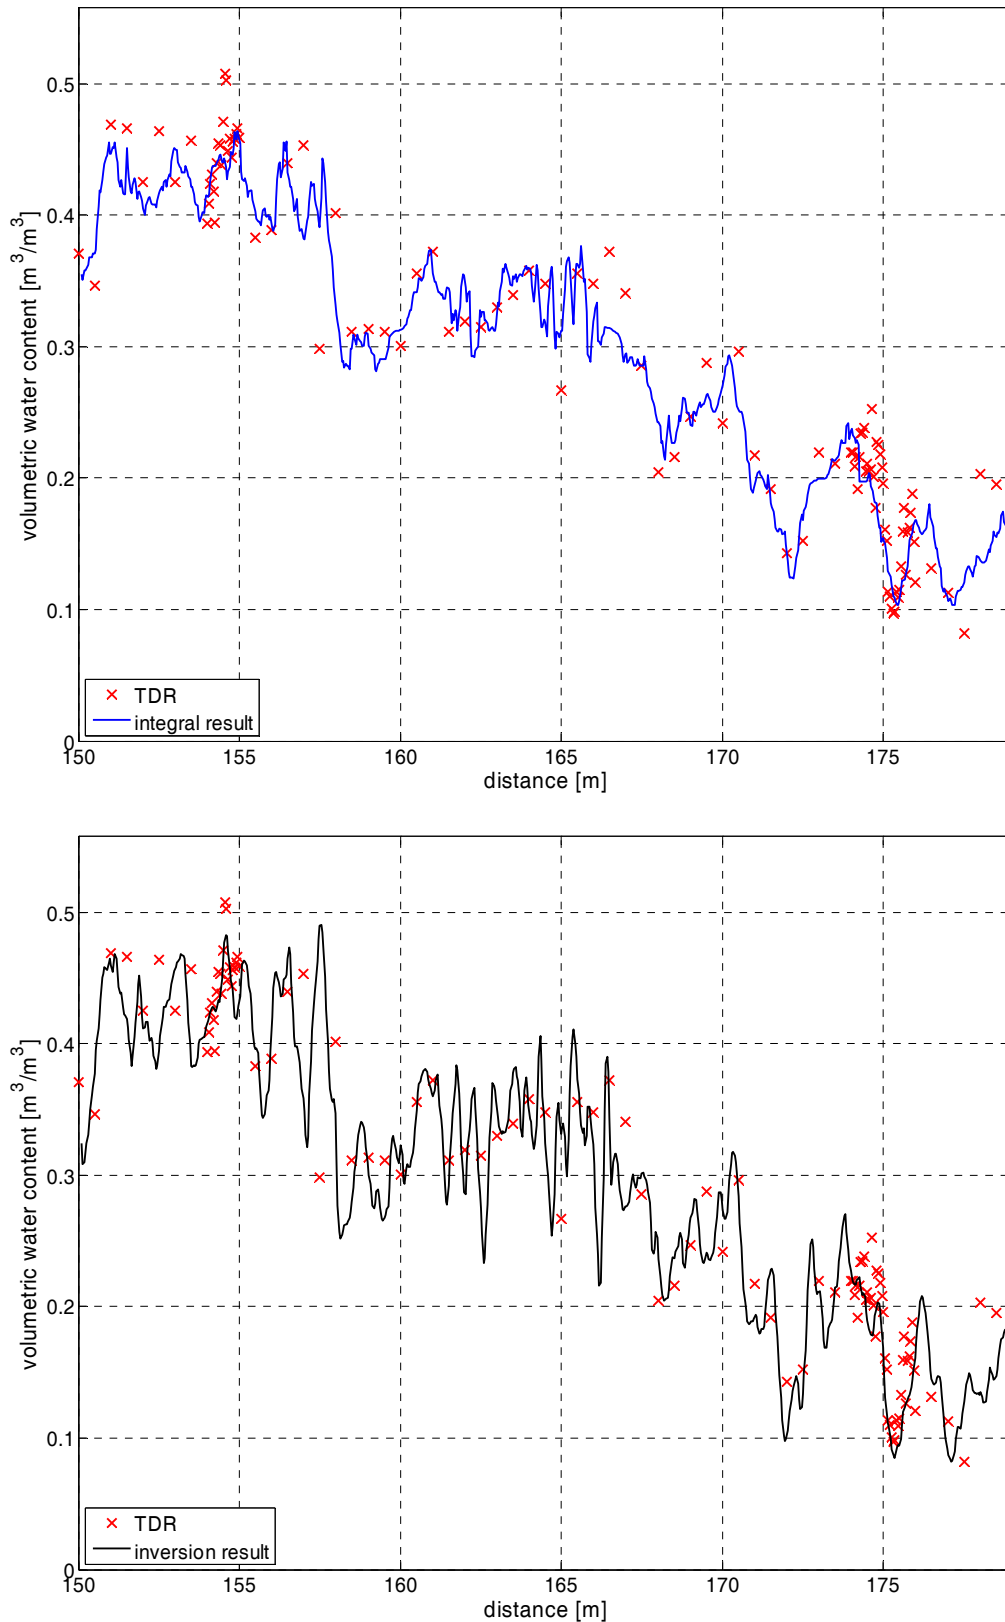 0.5
0.4
0.3
0.2
0.1
0
volumetric water content [m³/m³]
TDR
integral result
150 155 160 165 170 175
distance [m]
0.5
0.4
0.3
0.2
0.1
0
volumetric water content [m³/m³]
TDR
inversion result
150 155 160 165 170 175
distance [m]